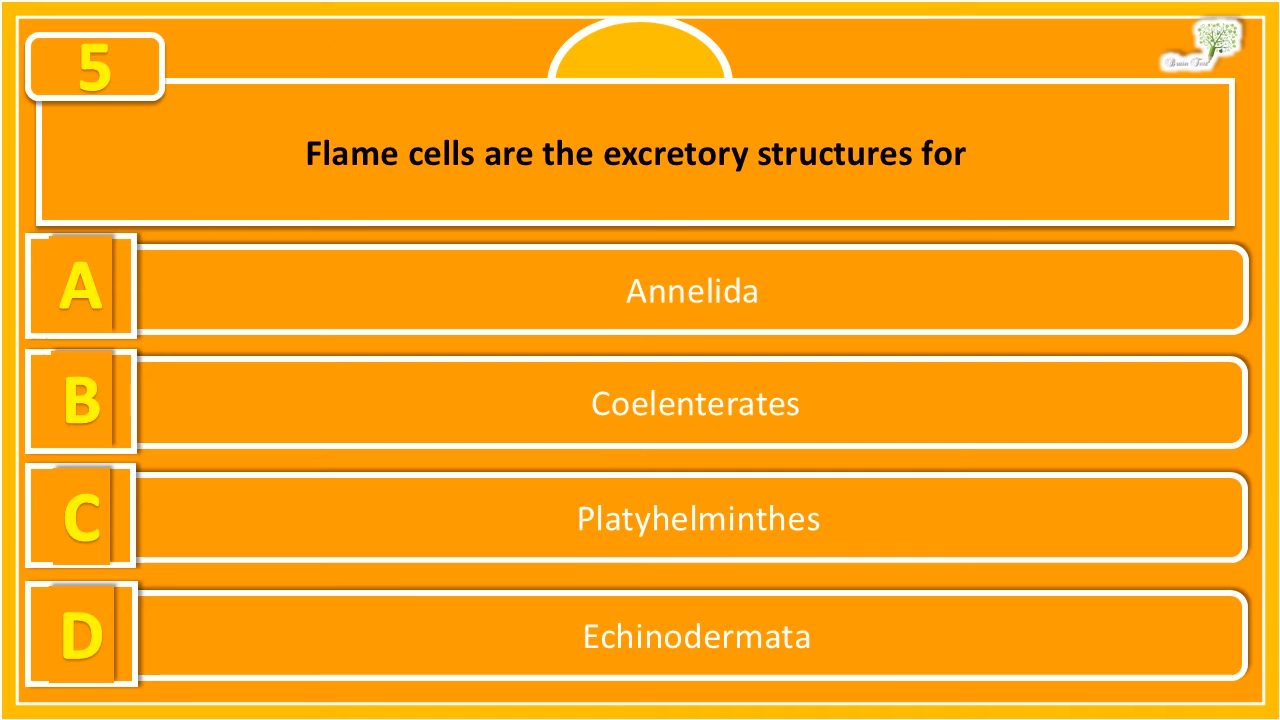 5
Flame cells are the excretory structures for
A
Annelida
B
Coelenterates
C
Platyhelminthes
D
Echinodermata